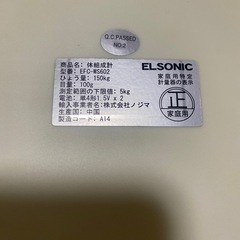 Q.C.PASSED
NO.2
商品名：体組成計
型番：EFC-WS602
ひょう量：150kg
目量：100g
測定範囲の下限値：5kg
電池：単4形1.5V x 2
輸入事業者名：株式会社ノジマ
生産国：中国
製造コード：A14
ELSONIC
家庭用特定
計量器の表示
正
家庭用